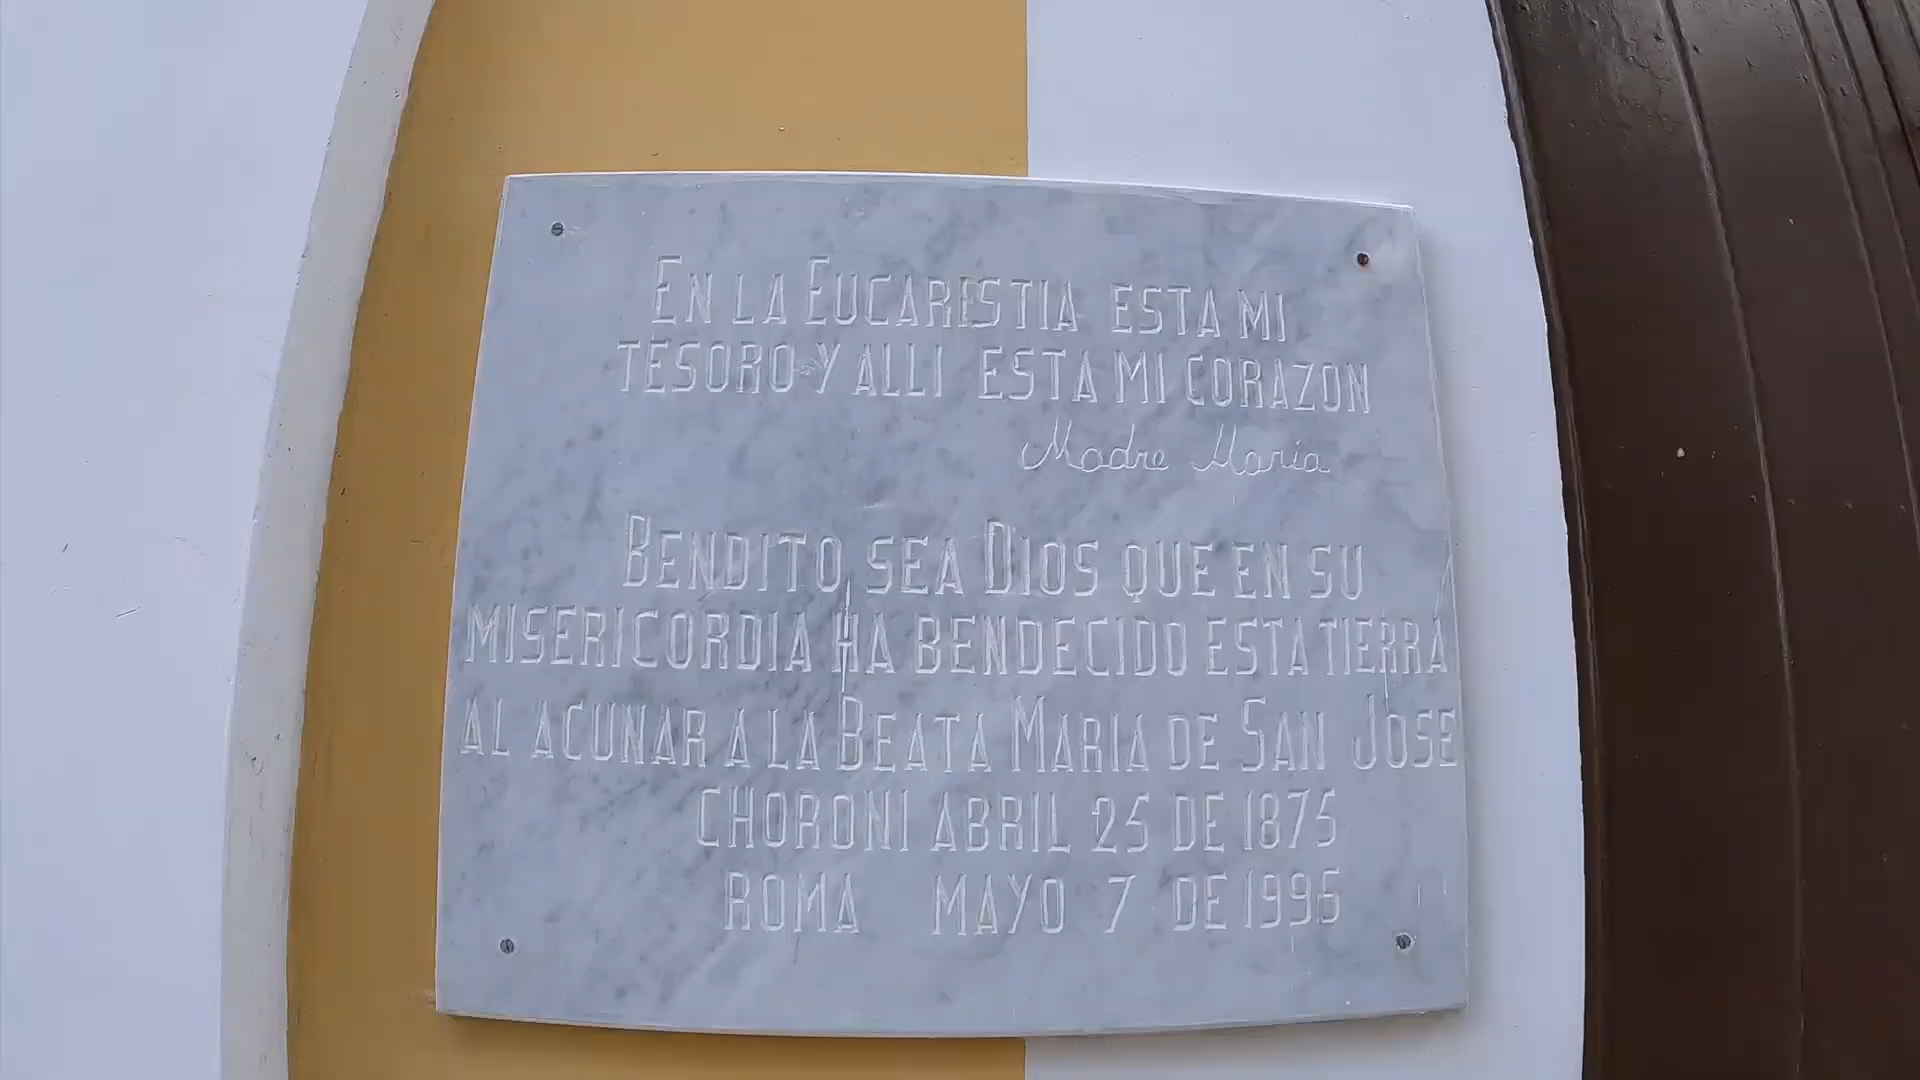 EN LA EUCARESTIA ESTA MI
TESORO Y ALLI ESTA MI CORAZON
Madre Maria
BENDITO SEA DIOS QUE EN SU
MISERICORDIA HA BENDECIDO ESTA TIERRA
AL ACUNAR A LA BEATA MARIA DE SAN JOSE
CHORONI ABRIL 25 DE 1875
ROMA MAYO 7 DE 1995